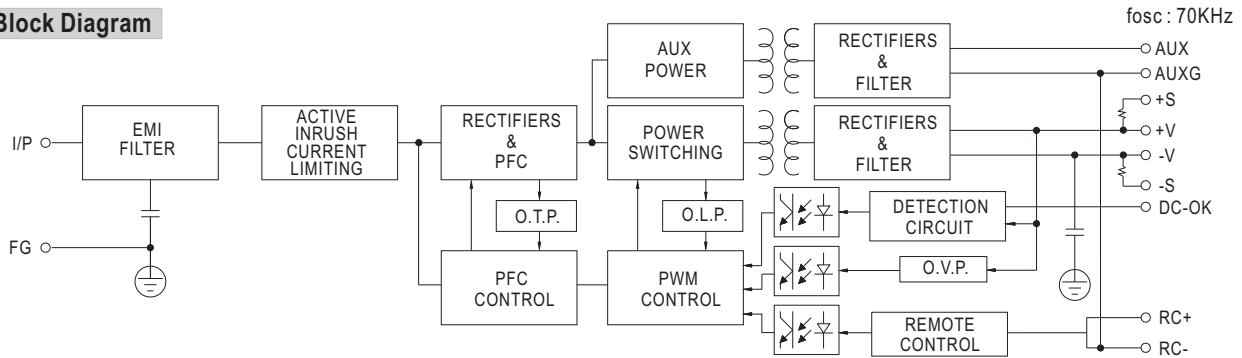 Block Diagram
fosc : 70KHz
AUX
POWER
RECTIFIERS
&
FILTER
AUX
AUXG
I/P
EMI
FILTER
ACTIVE
INRUSH
CURRENT
LIMITING
RECTIFIERS
&
PFC
POWER
SWITCHING
RECTIFIERS
&
FILTER
+S
+V
-V
-S
O.T.P.
O.L.P.
DETECTION
CIRCUIT
DC-OK
FG
PFC
CONTROL
PWM
CONTROL
O.V.P.
REMOTE
CONTROL
RC+
RC-